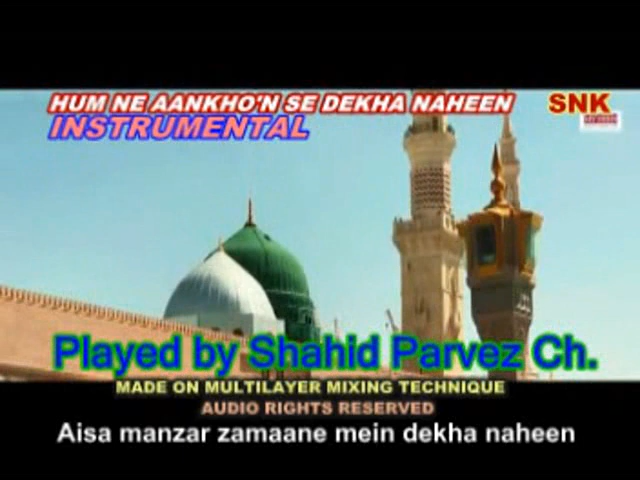 HUM NE AANKHO'N SE DEKHA NAHEEN
SNK
INSTRUMENTAL
Played by Shahid Parvez Ch.
MADE ON MULTILAYER MIXING TECHNIQUE
AUDIO RIGHTS RESERVED
Aisa manzar zamaane mein dekha naheen